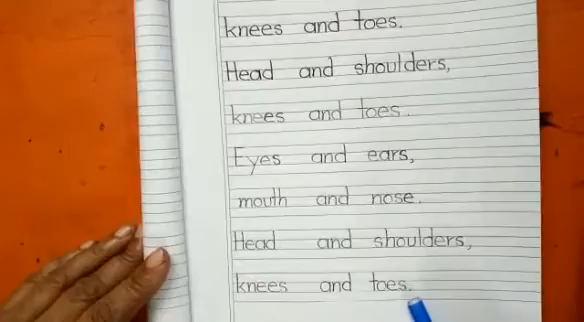 knees and toes.
Head and shoulders,
knees and toes.
Eyes and ears,
mouth and nose.
Head and shoulders,
knees and toes.